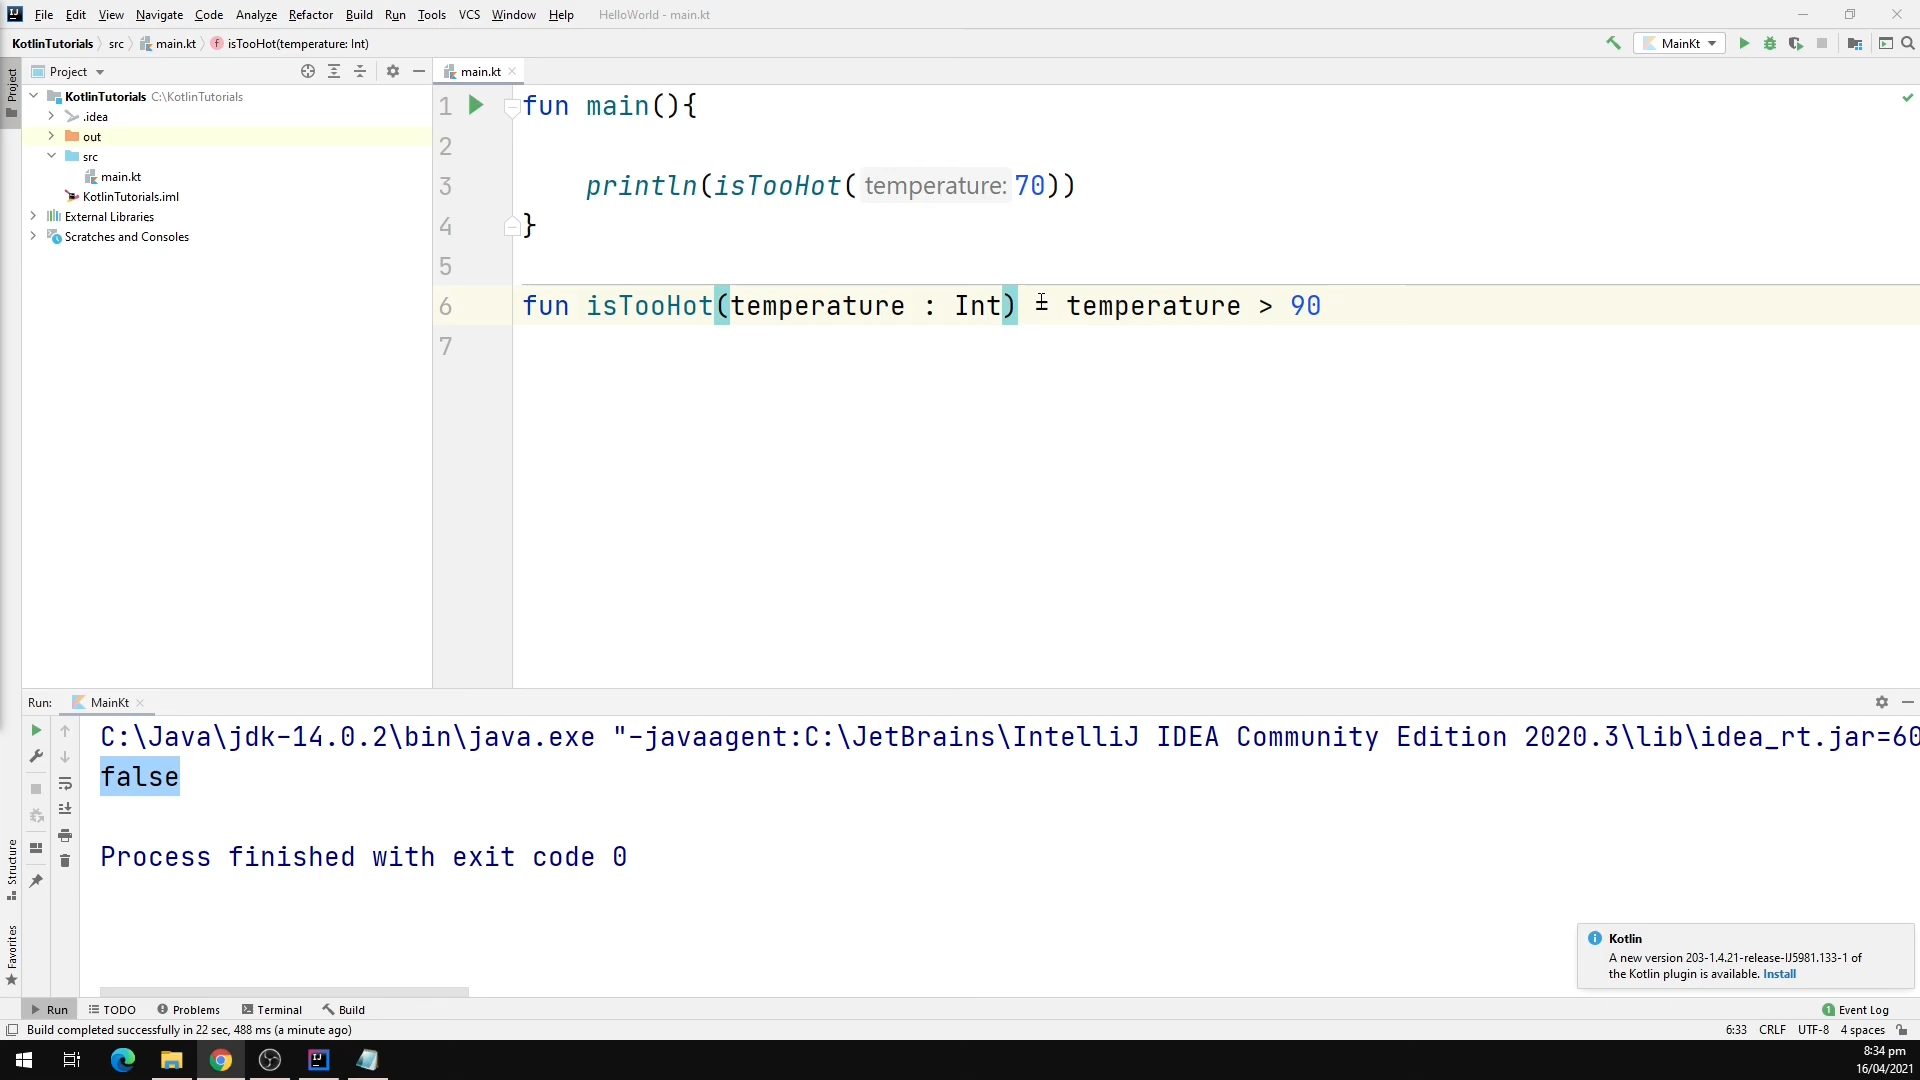 File Edit View Navigate Code Analyze Refactor Build Run Tools VCS Window Help HelloWorld - main.kt
KotlinTutorials src main.kt isTooHot(temperature: Int) MainKt
Project
Project
main.kt
KotlinTutorials C:\KotlinTutorials
.idea
out
src
main.kt
KotlinTutorials.iml
External Libraries
Scratches and Consoles
1 fun main(){
2
3 println(isTooHot( temperature: 70))
4 }
5
6 fun isTooHot(temperature : Int) = temperature > 90
7
Run: MainKt
C:\Java\jdk-14.0.2\bin\java.exe "-javaagent:C:\JetBrains\IntelliJ IDEA Community Edition 2020.3\lib\idea_rt.jar=60
false
Process finished with exit code 0
Structure
Favorites
Kotlin
A new version 203-1.4.21-release-IJ5981.133-1 of
the Kotlin plugin is available. Install
Run TODO Problems Terminal Build 1 Event Log
Build completed successfully in 22 sec, 488 ms (a minute ago) 6:33 CRLF UTF-8 4 spaces
8:34 pm
16/04/2021